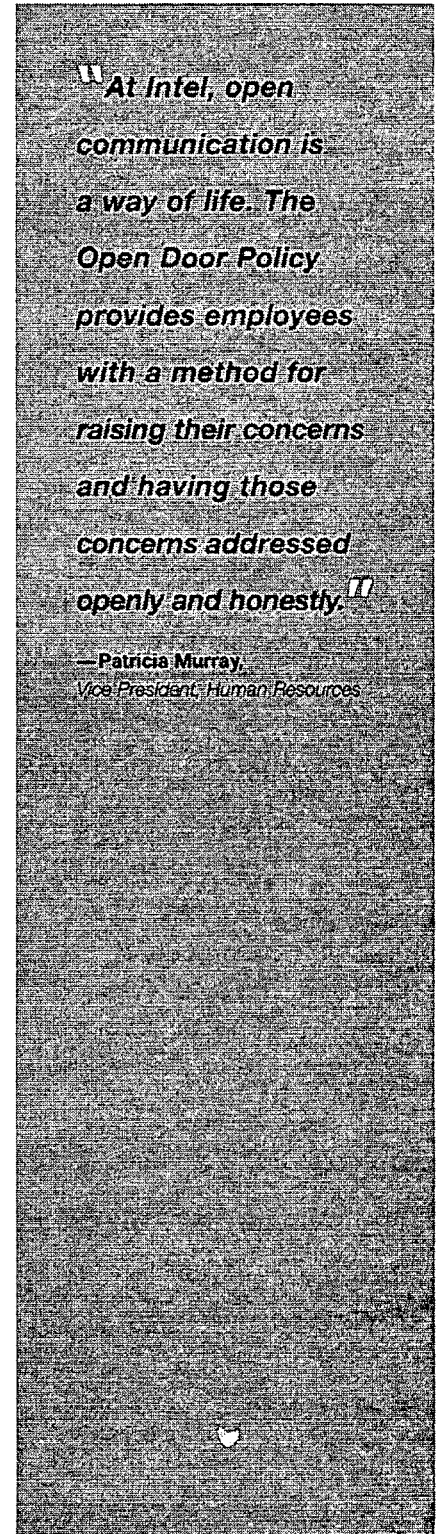 "At Intel, open
communication is
a way of life. The
Open Door Policy
provides employees
with a method for
raising their concerns
and having those
concerns addressed
openly and honestly."
—Patricia Murray,
Vice President, Human Resources